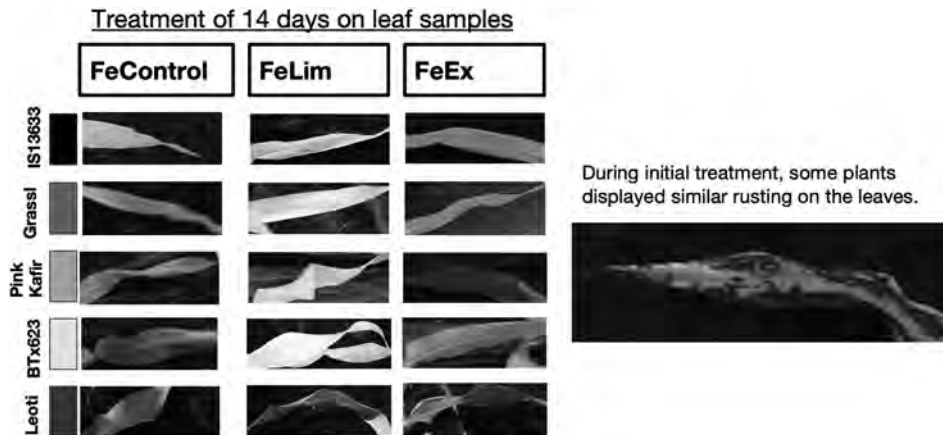 Treatment of 14 days on leaf samples
FeControl
FeLim
FeEx
IS13633
Grassl
Pink
Kafir
BTx623
Leoti
During initial treatment, some plants
displayed similar rusting on the leaves.